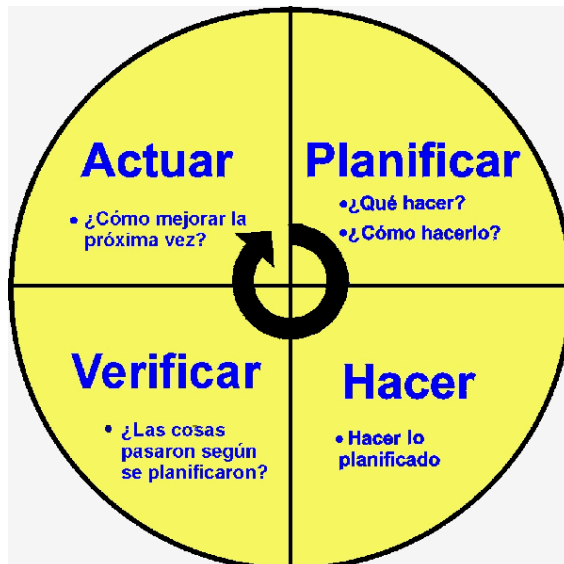 Actuar
• ¿Cómo mejorar la
próxima vez?
Planificar
•¿Qué hacer?
•¿Cómo hacerlo?
Verificar
• ¿Las cosas
pasaron según
se planificaron?
Hacer
• Hacer lo
planificado